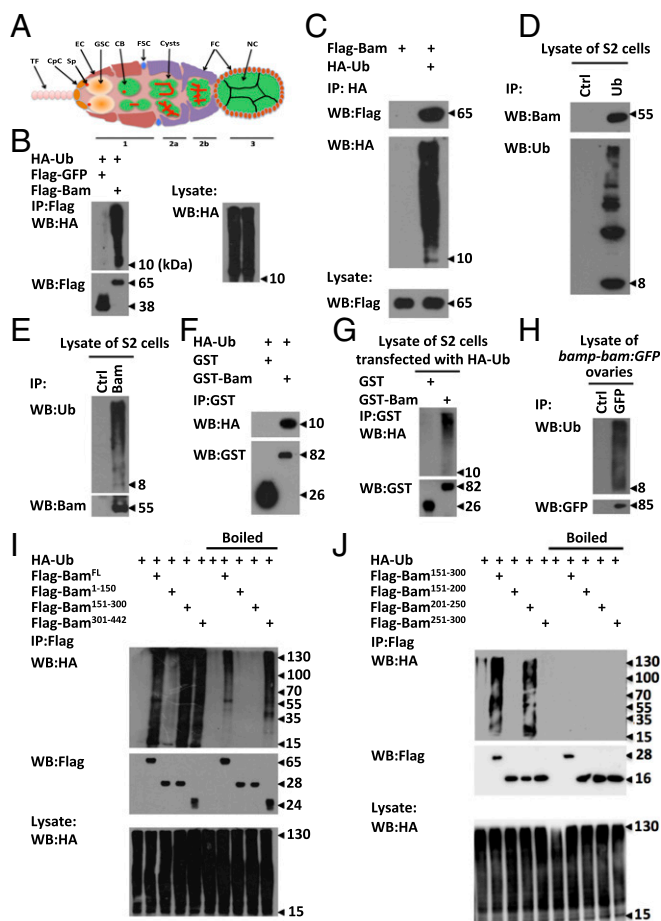 A
TF CpC Sp EC GSC CB FSC Cysts FC NC
1 2a 2b 3
B
HA-Ub + +
Flag-GFP +
Flag-Bam +
IP:Flag
WB:HA
10 (kDa)
WB:Flag
65
38
Lysate:
WB:HA
10
C
Flag-Bam + +
HA-Ub +
IP: HA
WB:Flag
65
WB:HA
10
Lysate:
WB:Flag
65
D
Lysate of S2 cells
IP: Ctrl Ub
WB:Bam
55
WB:Ub
8
E
Lysate of S2 cells
IP: Ctrl Bam
WB:Ub
8
WB:Bam
55
F
HA-Ub + +
GST +
GST-Bam +
IP:GST
WB:HA
10
WB:GST
82
26
G
Lysate of S2 cells
transfected with HA-Ub
GST +
GST-Bam +
IP:GST
WB:HA
10
WB:GST
82
26
H
Lysate of
bamp-bam:GFP
ovaries
IP: Ctrl GFP
WB:Ub
8
WB:GFP
85
I
Boiled
HA-Ub + + + + + + + + + +
Flag-Bam^FL + +
Flag-Bam^1-150 + +
Flag-Bam^151-300 + +
Flag-Bam^301-442 + +
IP:Flag
WB:HA
130
100
70
55
35
15
WB:Flag
65
28
24
Lysate:
WB:HA
130
15
J
Boiled
HA-Ub + + + + + + + + + +
Flag-Bam^151-300 + +
Flag-Bam^151-200 + +
Flag-Bam^201-250 + +
Flag-Bam^251-300 + +
IP:Flag
WB:HA
130
100
70
55
35
15
WB:Flag
28
16
Lysate:
WB:HA
130
15